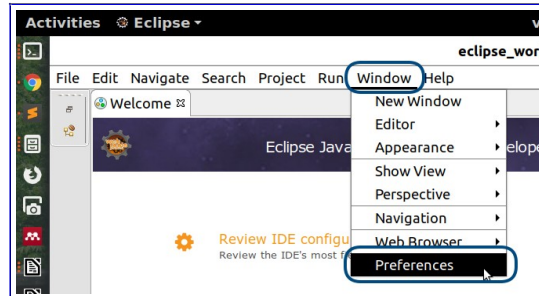 Activities Eclipse
eclipse_wor
File Edit Navigate Search Project Run Window Help
Welcome
New Window
Editor
Eclipse Java
Appearance
elope
Show View
Perspective
Navigation
Review IDE configu
Web Browser
Review the IDE's most f
Preferences